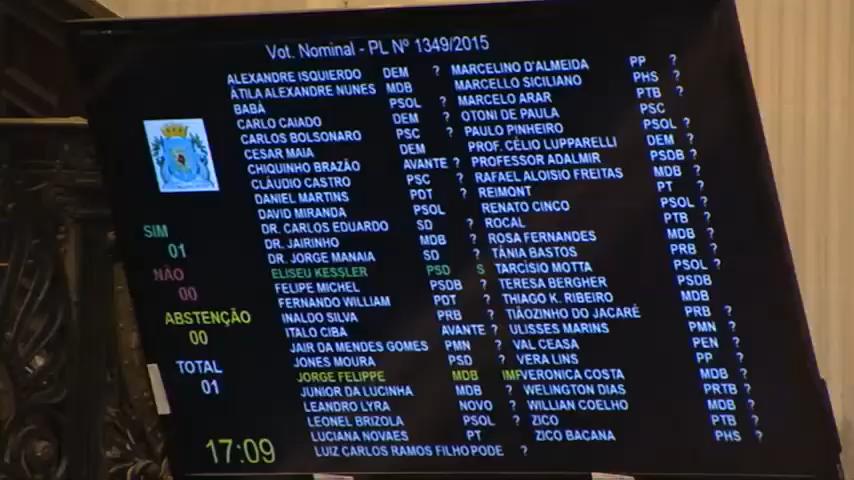 Vot. Nominal - PL Nº 1349/2015
ALEXANDRE ISQUIERDO DEM ? MARCELINO D'ALMEIDA PP ?
ÁTILA ALEXANDRE NUNES MDB MARCELLO SICILIANO PHS ?
BABÁ PSOL ? MARCELO ARAR PTB ?
CARLO CAIADO DEM ? OTONI DE PAULA PSC
CARLOS BOLSONARO PSC ? PAULO PINHEIRO PSOL ?
CESAR MAIA DEM PROF. CÉLIO LUPPARELLI DEM ?
CHIQUINHO BRAZÃO AVANTE ? PROFESSOR ADALMIR PSDB ?
CLÁUDIO CASTRO PSC ? RAFAEL ALOISIO FREITAS MDB ?
DANIEL MARTINS PDT ? REIMONT PT ?
DAVID MIRANDA PSOL RENATO CINCO PSOL ?
DR. CARLOS EDUARDO SD ? ROCAL PTB ?
DR. JAIRINHO MDB ? ROSA FERNANDES MDB ?
DR. JORGE MANAIA SD ? TÂNIA BASTOS PRB ?
ELISEU KESSLER PSD S TARCÍSIO MOTTA PSOL ?
FELIPE MICHEL PSDB ? TERESA BERGHER PSDB
FERNANDO WILLIAM PDT ? THIAGO K. RIBEIRO MDB
INALDO SILVA PRB ? TIÃOZINHO DO JACARÉ PRB ?
ITALO CIBA AVANTE ? ULISSES MARINS PMN ?
JAIR DA MENDES GOMES PMN ? VAL CEASA PEN ?
JONES MOURA PSD ? VERA LINS PP ?
JORGE FELIPPE MDB IMP VERONICA COSTA MDB ?
JUNIOR DA LUCINHA MDB ? WELINGTON DIAS PRTB ?
LEANDRO LYRA NOVO ? WILLIAN COELHO MDB ?
LEONEL BRIZOLA PSOL ? ZICO PTB ?
LUCIANA NOVAES PT ? ZICO BACANA PHS ?
LUIZ CARLOS RAMOS FILHO PODE ?
SIM
01
NÃO
00
ABSTENÇÃO
00
TOTAL
01
17:09